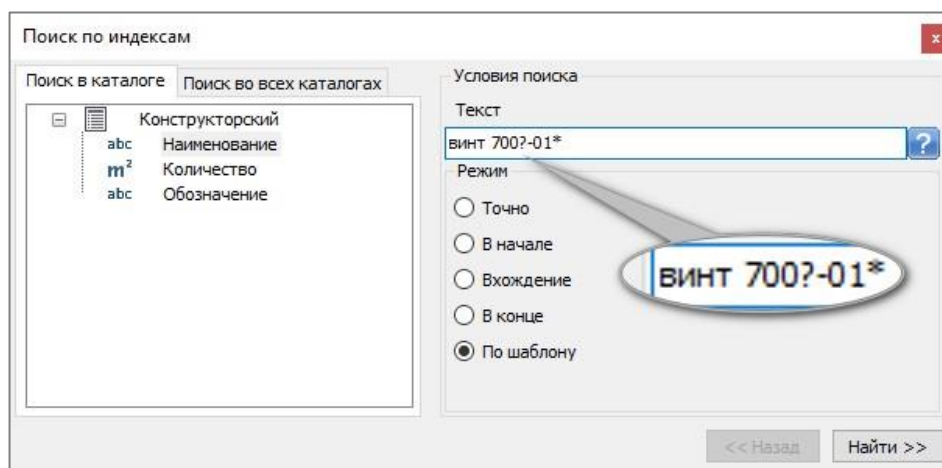 Поиск по индексам
x
Поиск в каталоге Поиск во всех каталогах
Конструкторский
abc Наименование
m² Количество
abc Обозначение
Условия поиска
Текст
винт 700?-01*
?
Режим
Точно
В начале
Вхождение
В конце
По шаблону
винт 700?-01*
<< Назад Найти >>